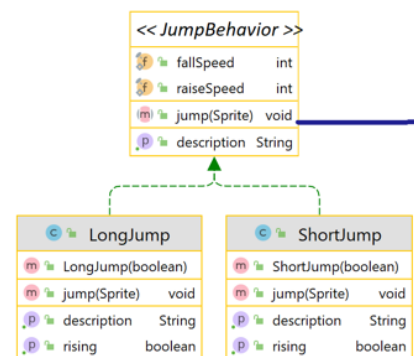 << JumpBehavior >>
fallSpeed int
raiseSpeed int
jump(Sprite) void
description String
LongJump
LongJump(boolean)
jump(Sprite) void
description String
rising boolean
ShortJump
ShortJump(boolean)
jump(Sprite) void
description String
rising boolean